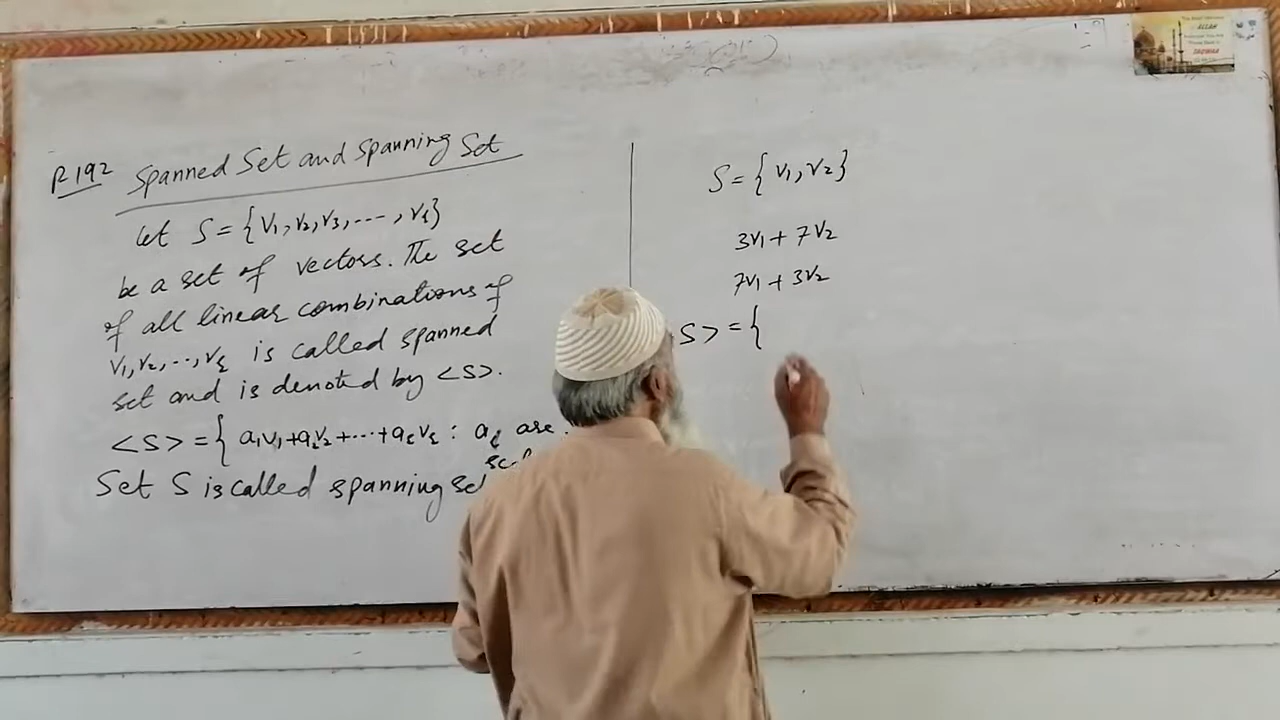 P.192 Spanned Set and Spanning Set
Let S = { v₁, v₂, v₃, ..., vₖ }
be a set of vectors. The set
of all linear combinations of
v₁, v₂, ..., vₖ is called spanned
set and is denoted by <S>.
<S> = { a₁v₁ + a₂v₂ + ... + aₖvₖ : aᵢ are
Set S is called spanning
S = { v₁, v₂ }
3v₁ + 7v₂
7v₁ + 3v₂
S> = {
ALLAH